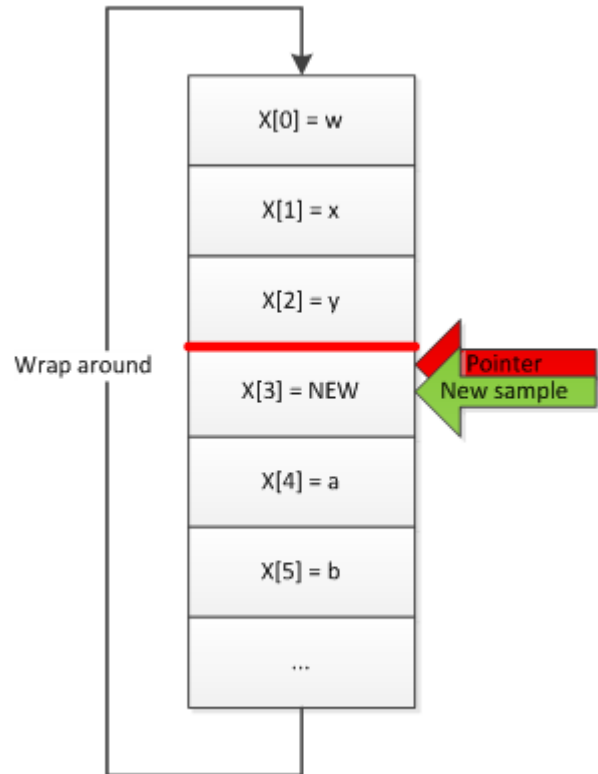 X[0] = w
X[1] = x
X[2] = y
Wrap around
Pointer
X[3] = NEW
New sample
X[4] = a
X[5] = b
...